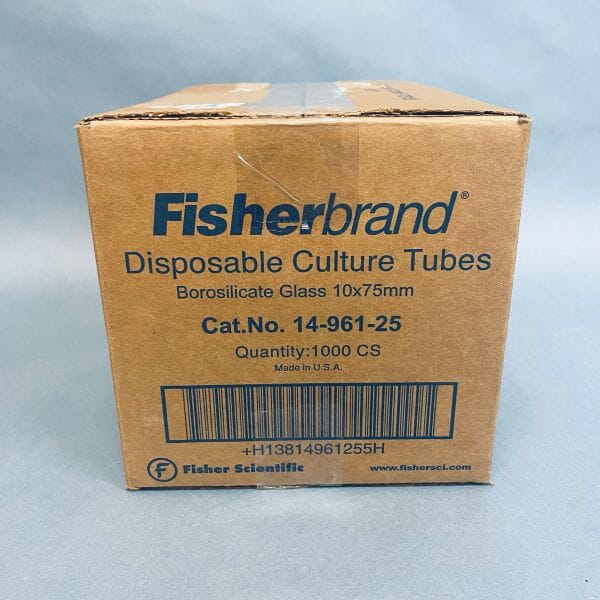 Fisherbrand®
Disposable Culture Tubes
Borosilicate Glass 10x75mm
Cat.No. 14-961-25
Quantity:1000 CS
Made in U.S.A.
+H13814961255H
f Fisher Scientific www.fishersci.com